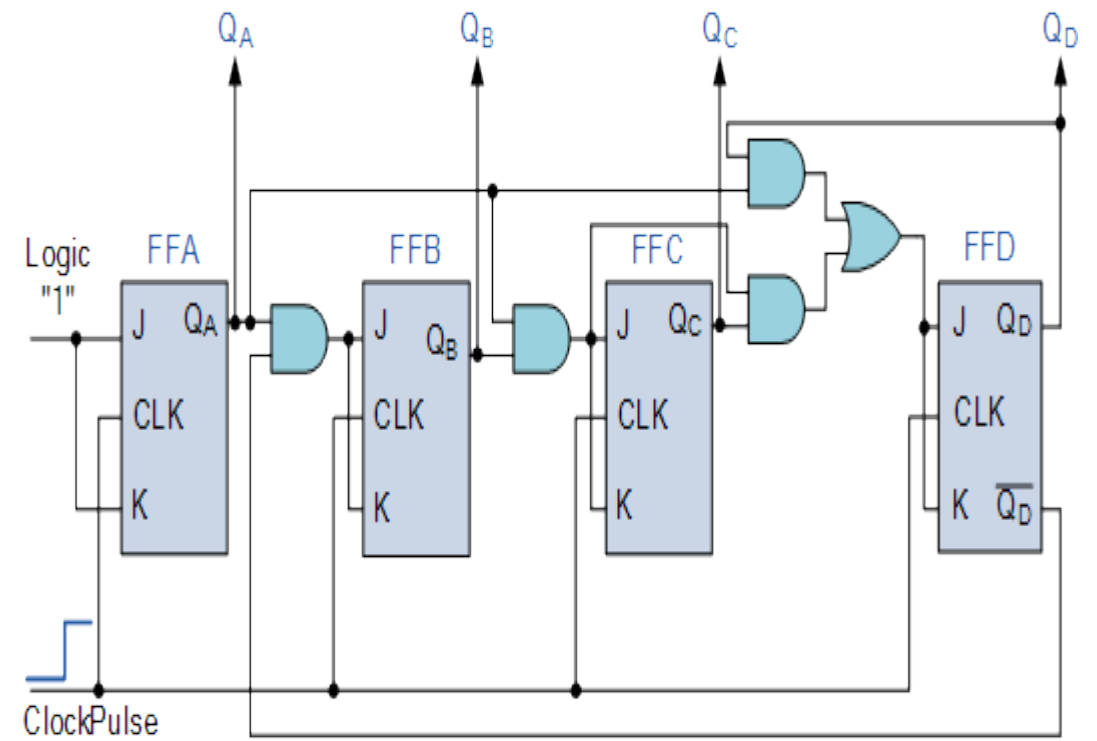 QA QB QC QD
Logic "1"
FFA FFB FFC FFD
J QA J QB J QC J QD
CLK CLK CLK CLK
K K K K Q̅D̅
ClockPulse